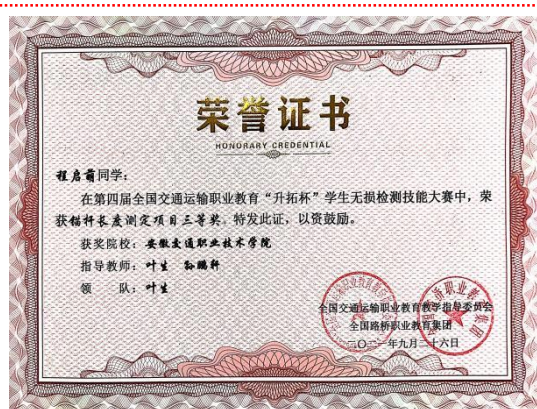 荣誉证书
HONORARY CREDENTIAL
程启前同学：
在第四届全国交通运输职业教育“升拓杯”学生无损检测技能大赛中，荣
获锚杆长度测定项目三等奖。特发此证，以资鼓励。
获奖院校：安徽交通职业技术学院
指导教师：叶生 孙鹏轩
领 队：叶生
全国交通运输职业教育教学指导委员会
全国路桥职业教育集团
二〇二一年九月二十六日